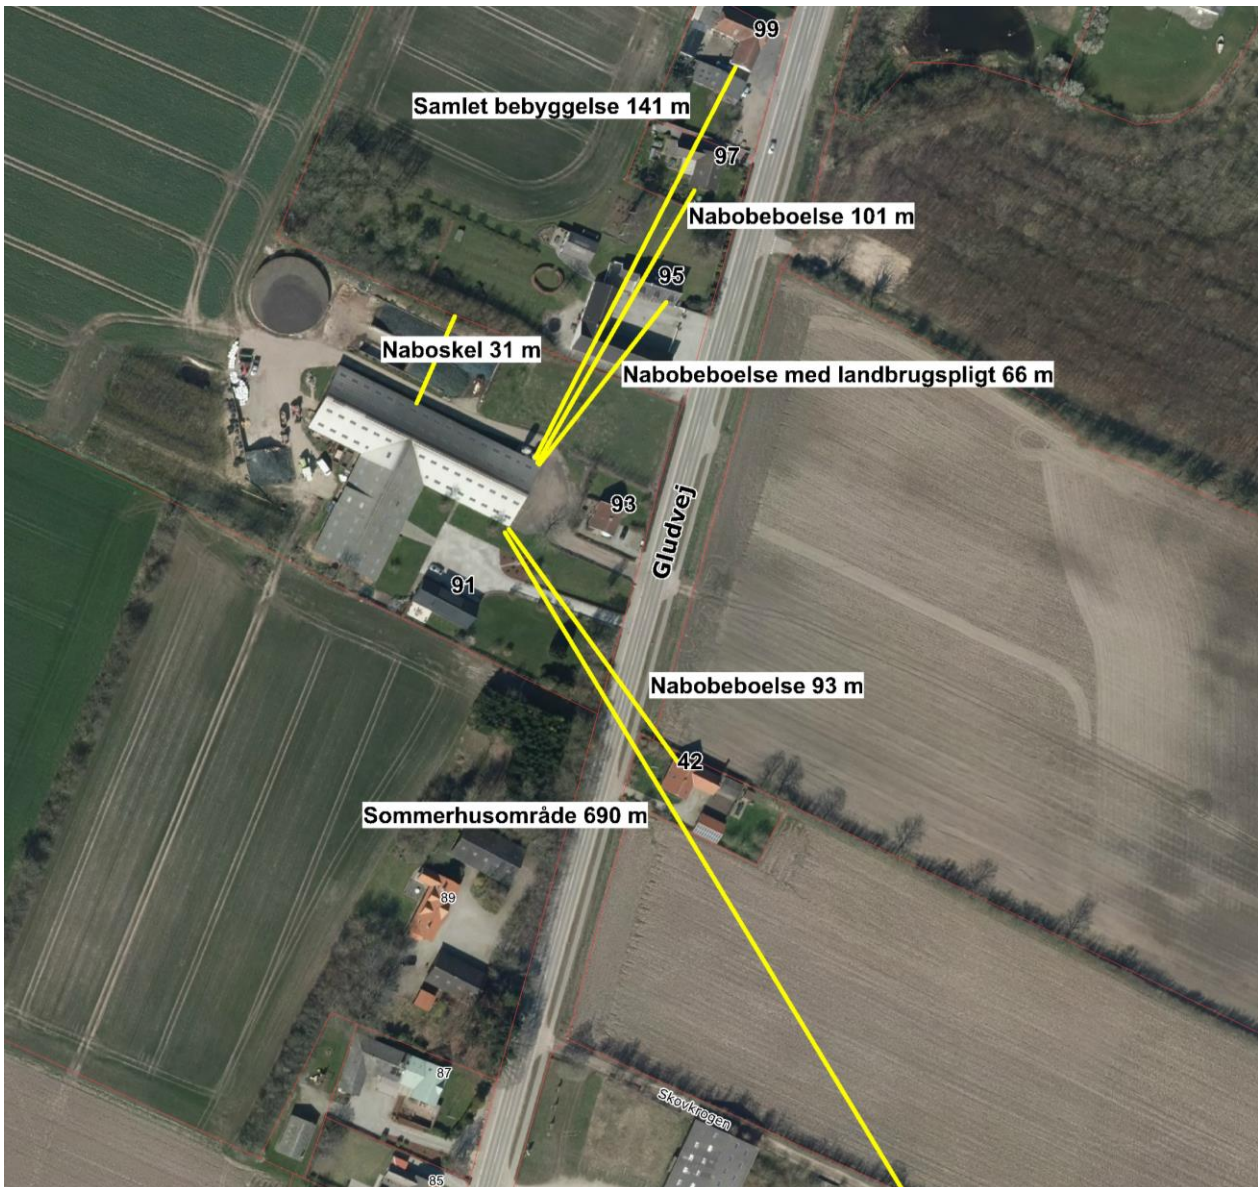 99
Samlet bebyggelse 141 m
97
Nabobeboelse 101 m
95
Naboskel 31 m
Nabobeboelse med landbrugspligt 66 m
93
Gludvej
91
Nabobeboelse 93 m
42
Sommerhusområde 690 m
89
87
Skovkrogen
85